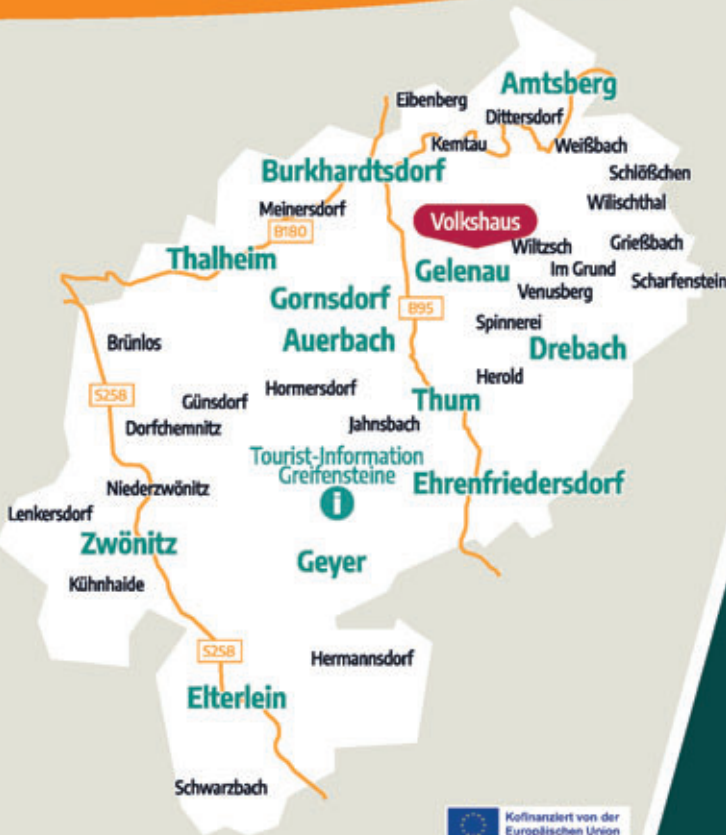 Amtsberg
Eibenberg
Dittersdorf
Kemtau
Weißbach
Burkhardtsdorf
Schlößchen
Meinersdorf
Wilischthal
Volkshaus
B180
Wiltzsch
Grießbach
Thalheim
Gelenau
Im Grund
Scharfenstein
Venusberg
Gornsdorf
B95
Spinnerei
Brünlos
Auerbach
Drebach
Herold
S258
Günsdorf
Hormersdorf
Thum
Dorfchemnitz
Jahnsbach
Tourist-Information
Greifensteine
i
Niederzwönitz
Ehrenfriedersdorf
Lenkersdorf
Zwönitz
Geyer
Kühnhaide
S258
Hermannsdorf
Elterlein
Schwarzbach
Kofinanziert von der
Europäischen Union